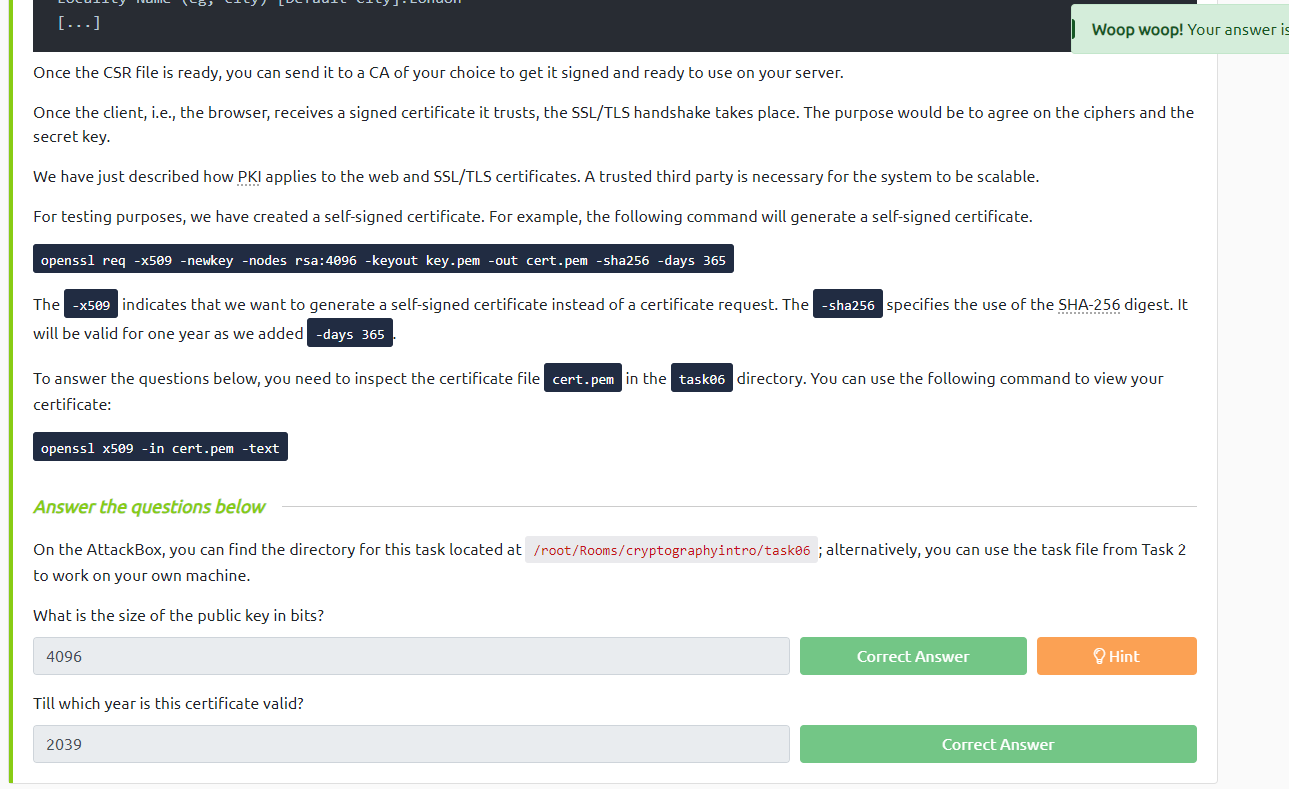 Locality Name (eg, city) [Default City]:London
[...]
Woop woop! Your answer is
Once the CSR file is ready, you can send it to a CA of your choice to get it signed and ready to use on your server.
Once the client, i.e., the browser, receives a signed certificate it trusts, the SSL/TLS handshake takes place. The purpose would be to agree on the ciphers and the
secret key.
We have just described how PKI applies to the web and SSL/TLS certificates. A trusted third party is necessary for the system to be scalable.
For testing purposes, we have created a self-signed certificate. For example, the following command will generate a self-signed certificate.
openssl req -x509 -newkey -nodes rsa:4096 -keyout key.pem -out cert.pem -sha256 -days 365
The -x509 indicates that we want to generate a self-signed certificate instead of a certificate request. The -sha256 specifies the use of the SHA-256 digest. It
will be valid for one year as we added -days 365.
To answer the questions below, you need to inspect the certificate file cert.pem in the task06 directory. You can use the following command to view your
certificate:
openssl x509 -in cert.pem -text
Answer the questions below
On the AttackBox, you can find the directory for this task located at /root/Rooms/cryptographyintro/task06; alternatively, you can use the task file from Task 2
to work on your own machine.
What is the size of the public key in bits?
4096
Correct Answer
Hint
Till which year is this certificate valid?
2039
Correct Answer